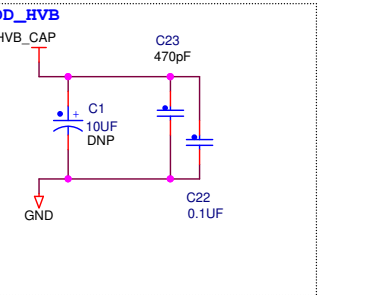 DD_HVB
HVB_CAP
C23
470pF
C1
+
10UF
DNP
C22
0.1UF
GND